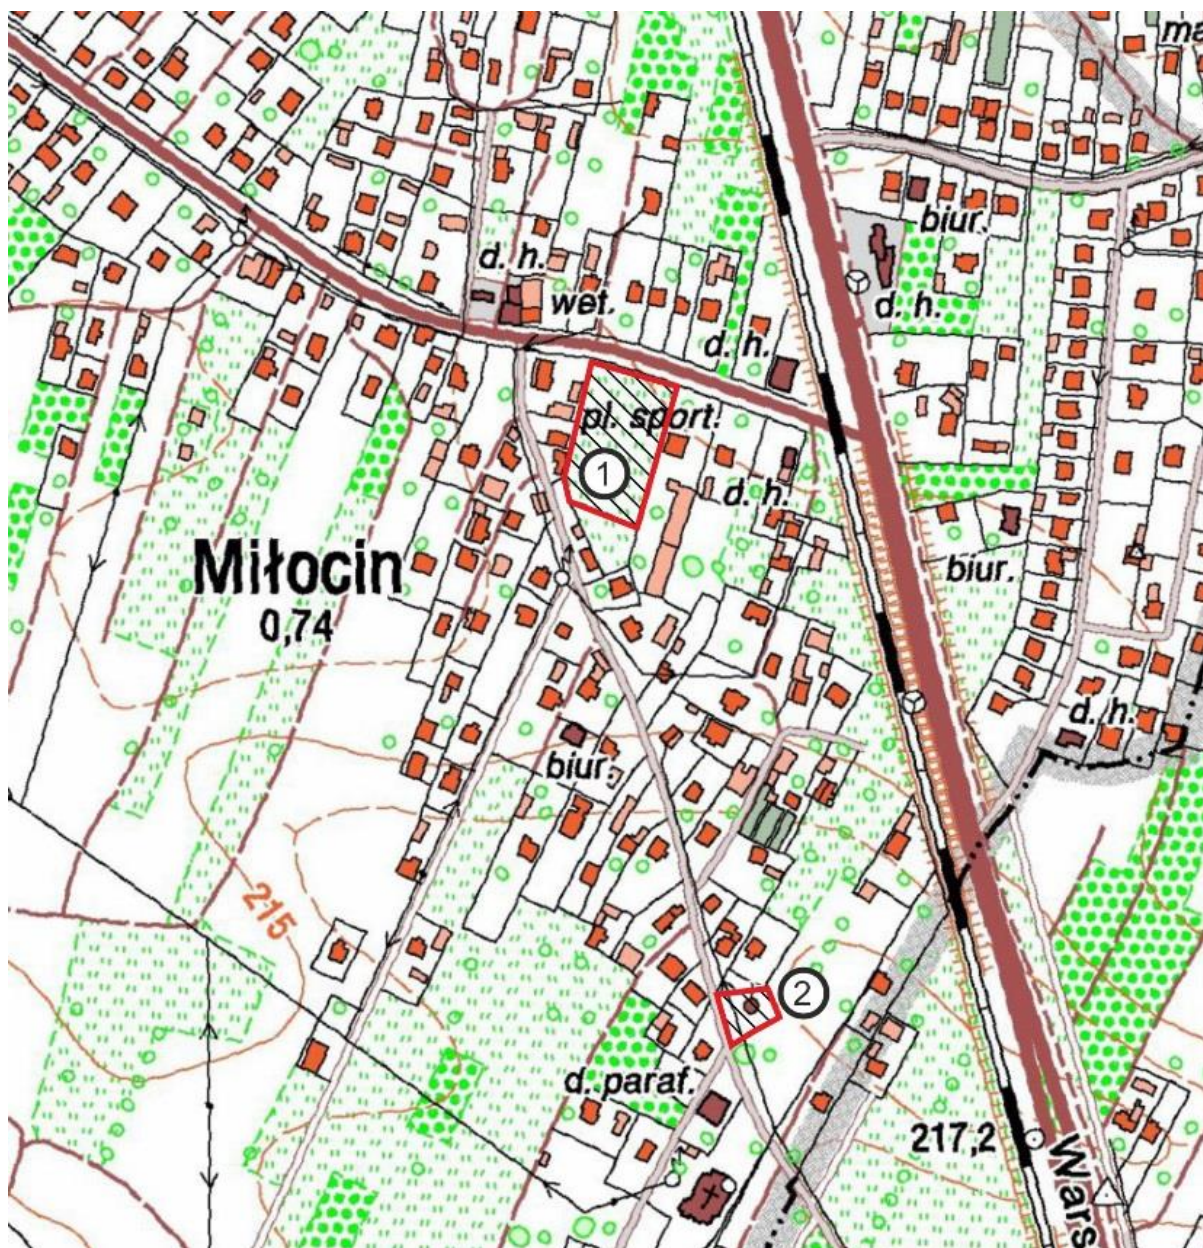 ma
biur.
d. h.
wet.
d. h.
d. h.
pl. sport.
1
d. h.
Miłocin
0,74
biur.
d. h.
biur.
215
2
d. paraf.
217,2
Wars